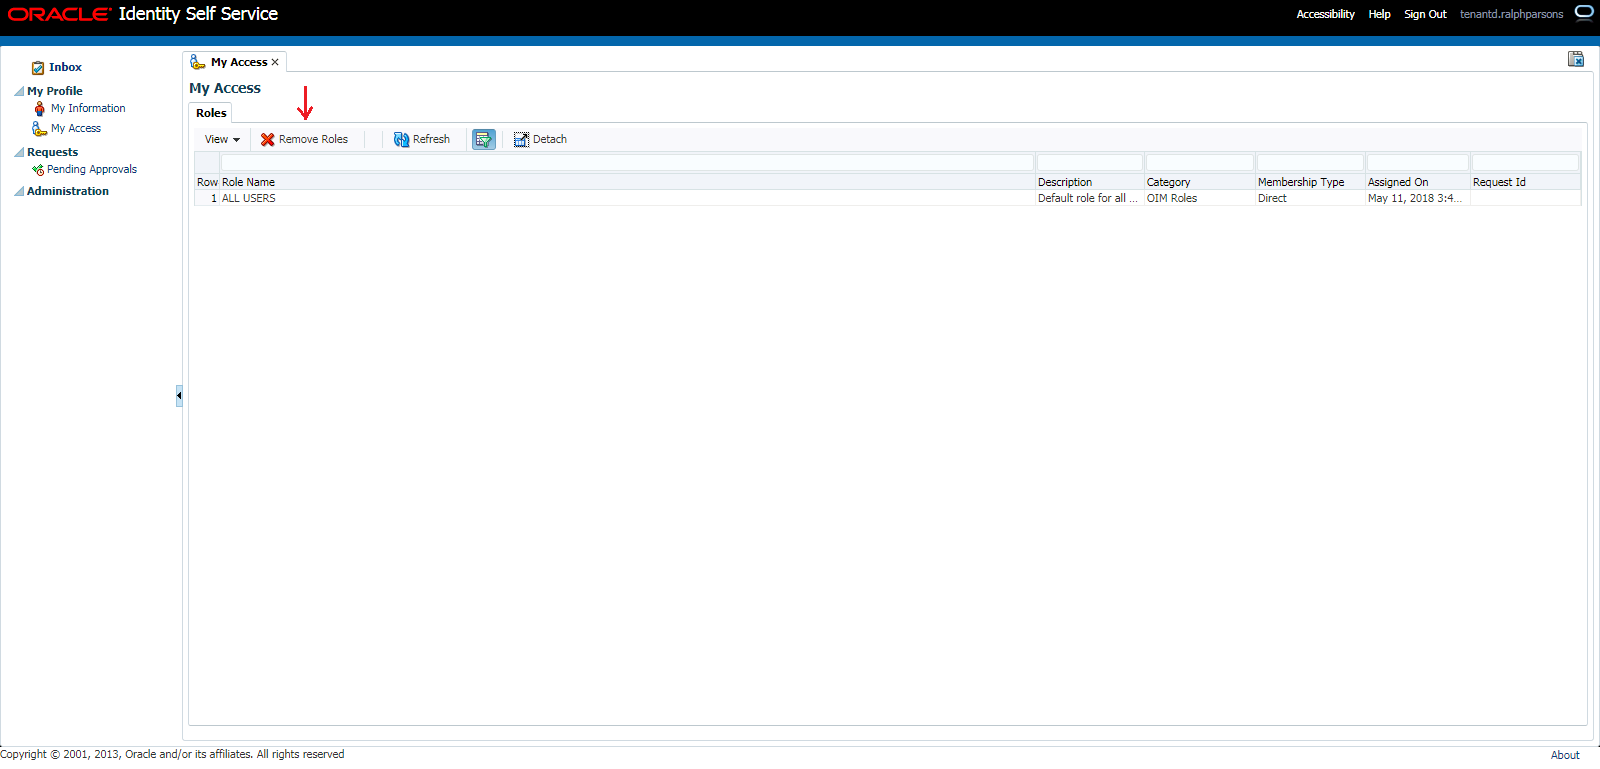 ORACLE Identity Self Service
Accessibility Help Sign Out tenantd.ralphparsons
Inbox
My Profile
My Information
My Access
Requests
Pending Approvals
Administration
My Access
My Access
Roles
View Remove Roles Refresh Detach
Row Role Name Description Category Membership Type Assigned On Request Id
1 ALL USERS Default role for all ... OIM Roles Direct May 11, 2018 3:4...
Copyright © 2001, 2013, Oracle and/or its affiliates. All rights reserved
About